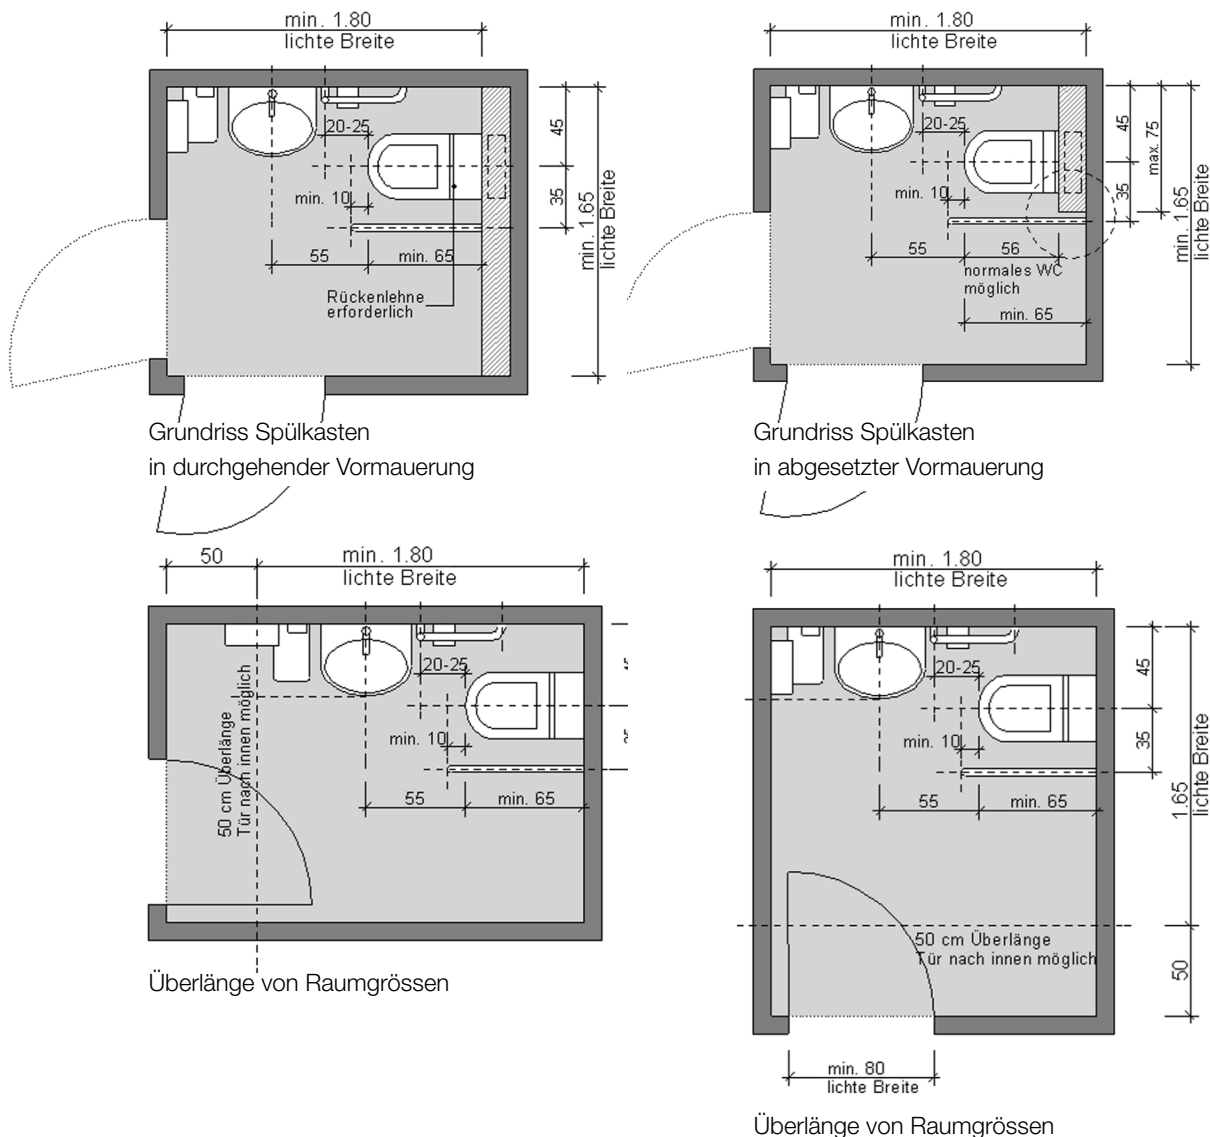 min. 1.80
lichte Breite
20-25
min. 10
55
min. 65
Rückenlehne
erforderlich
45
35
min. 1.65
lichte Breite
Grundriss Spülkasten
in durchgehender Vormauerung
min. 1.80
lichte Breite
20-25
min. 10
55
56
normales WC
möglich
min. 65
45
35
max. 75
min. 1.65
lichte Breite
Grundriss Spülkasten
in abgesetzter Vormauerung
50
min. 1.80
lichte Breite
20-25
min. 10
55
min. 65
50 cm Überlänge
Tür nach innen möglich
Überlänge von Raumgrössen
min. 1.80
lichte Breite
20-25
min. 10
55
min. 65
45
35
1.65
lichte Breite
50 cm Überlänge
Tür nach innen möglich
50
min. 80
lichte Breite
Überlänge von Raumgrössen